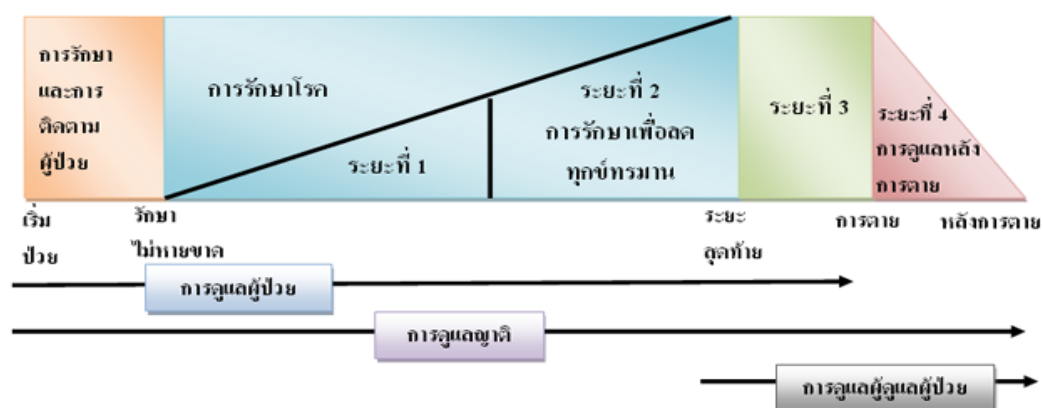 การรักษา
และการ
ติดตาม
ผู้ป่วย
การรักษาโรค
ระยะที่ 1
ระยะที่ 2
การรักษาเพื่อลด
ทุกข์ทรมาน
ระยะที่ 3
ระยะที่ 4
การดูแลหลัง
การตาย
เริ่ม
ป่วย
รักษา
ไม่หายขาด
ระยะ
สุดท้าย
การตาย
หลังการตาย
การดูแลผู้ป่วย
การดูแลญาติ
การดูแลผู้ดูแลผู้ป่วย